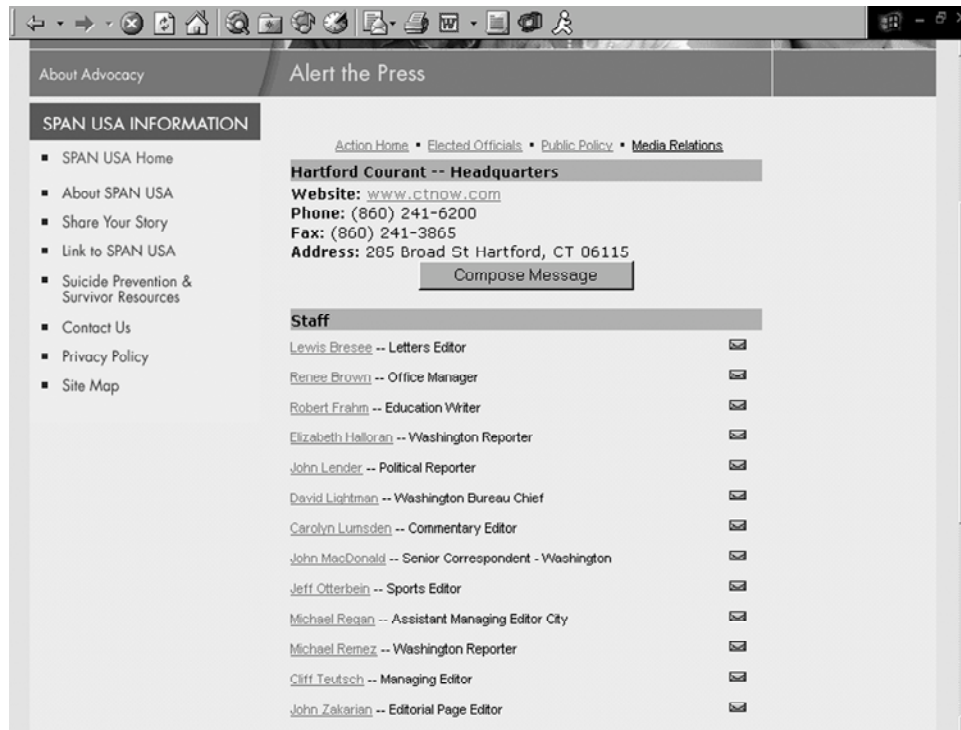 About Advocacy
Alert the Press
SPAN USA INFORMATION
▪ SPAN USA Home
▪ About SPAN USA
▪ Share Your Story
▪ Link to SPAN USA
▪ Suicide Prevention &
Survivor Resources
▪ Contact Us
▪ Privacy Policy
▪ Site Map
Action Home ▪ Elected Officials ▪ Public Policy ▪ Media Relations
Hartford Courant -- Headquarters
Website: www.ctnow.com
Phone: (860) 241-6200
Fax: (860) 241-3865
Address: 285 Broad St Hartford, CT 06115
Compose Message
Staff
Lewis Bresee -- Letters Editor
Renee Brown -- Office Manager
Robert Frahm -- Education Writer
Elizabeth Halloran -- Washington Reporter
John Lender -- Political Reporter
David Lightman -- Washington Bureau Chief
Carolyn Lumsden -- Commentary Editor
John MacDonald -- Senior Correspondent - Washington
Jeff Otterbein -- Sports Editor
Michael Regan -- Assistant Managing Editor City
Michael Remez -- Washington Reporter
Cliff Teutsch -- Managing Editor
John Zakarian -- Editorial Page Editor